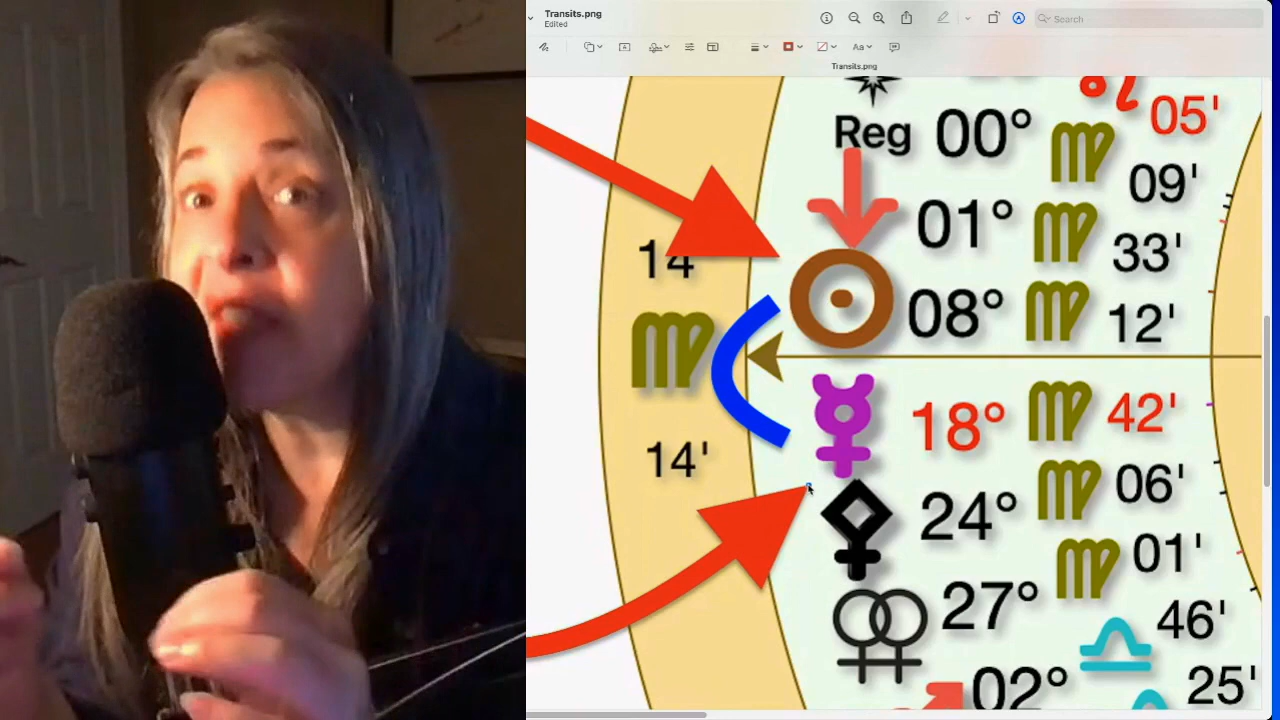 Transits.png
Edited
Search
Aa
Transits.png
05'
Reg 00°
09'
01°
33'
14
08°
12'
18°
42'
14'
06'
24°
01'
27°
46'
02°
25'